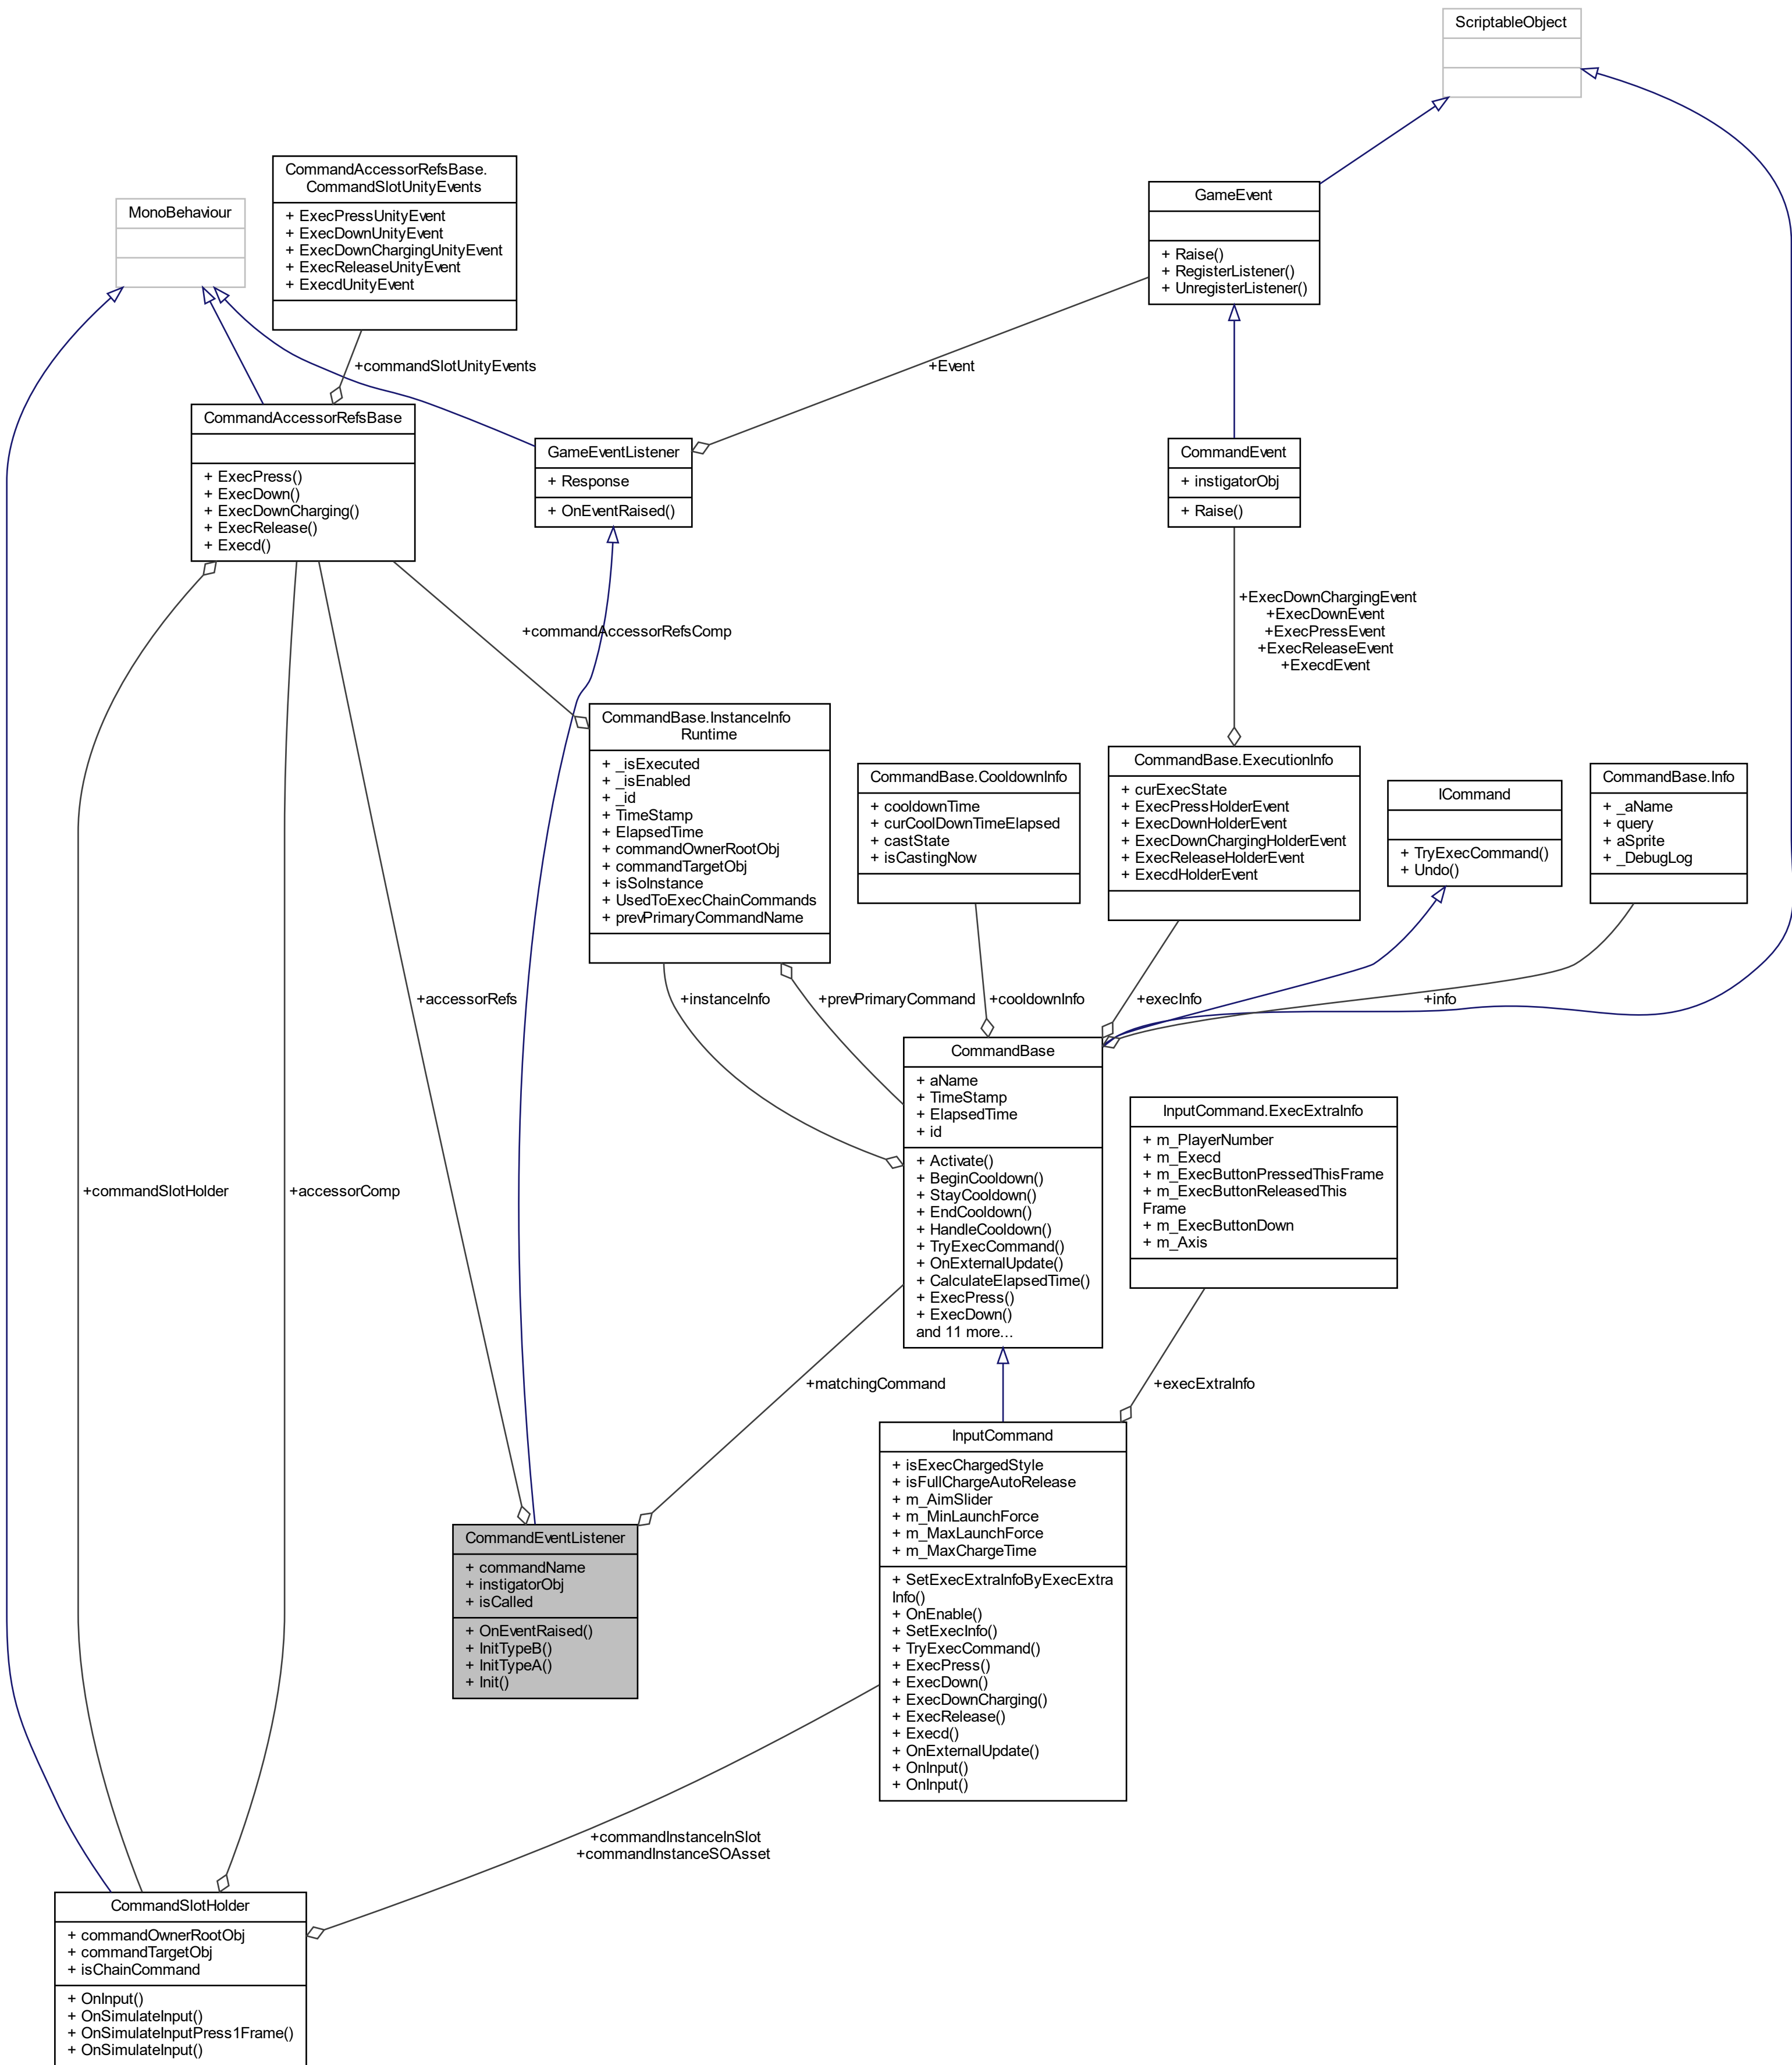 ScriptableObject
CommandAccessorRefsBase.
CommandSlotUnityEvents
+ ExecPressUnityEvent
+ ExecDownUnityEvent
+ ExecDownChargingUnityEvent
+ ExecReleaseUnityEvent
+ ExecdUnityEvent
MonoBehaviour
GameEvent
+ Raise()
+ RegisterListener()
+ UnregisterListener()
+commandSlotUnityEvents
+Event
CommandAccessorRefsBase
+ ExecPress()
+ ExecDown()
+ ExecDownCharging()
+ ExecRelease()
+ Execd()
GameEventListener
+ Response
+ OnEventRaised()
CommandEvent
+ instigatorObj
+ Raise()
+commandAccessorRefsComp
+ExecDownChargingEvent
+ExecDownEvent
+ExecPressEvent
+ExecReleaseEvent
+ExecdEvent
CommandBase.InstanceInfo
Runtime
+ _isExecuted
+ _isEnabled
+ _id
+ TimeStamp
+ ElapsedTime
+ commandOwnerRootObj
+ commandTargetObj
+ isSoInstance
+ UsedToExecChainCommands
+ prevPrimaryCommandName
CommandBase.CooldownInfo
+ cooldownTime
+ curCoolDownTimeElapsed
+ castState
+ isCastingNow
CommandBase.ExecutionInfo
+ curExecState
+ ExecPressHolderEvent
+ ExecDownHolderEvent
+ ExecDownChargingHolderEvent
+ ExecReleaseHolderEvent
+ ExecdHolderEvent
ICommand
+ TryExecCommand()
+ Undo()
CommandBase.Info
+ _aName
+ query
+ aSprite
+ _DebugLog
+accessorRefs
+instanceInfo
+prevPrimaryCommand
+cooldownInfo
+execInfo
+info
CommandBase
+ aName
+ TimeStamp
+ ElapsedTime
+ id
+ Activate()
+ BeginCooldown()
+ StayCooldown()
+ EndCooldown()
+ HandleCooldown()
+ TryExecCommand()
+ OnExternalUpdate()
+ CalculateElapsedTime()
+ ExecPress()
+ ExecDown()
and 11 more...
InputCommand.ExecExtraInfo
+ m_PlayerNumber
+ m_Execd
+ m_ExecButtonPressedThisFrame
+ m_ExecButtonReleasedThis
Frame
+ m_ExecButtonDown
+ m_Axis
+commandSlotHolder
+accessorComp
+matchingCommand
+execExtraInfo
InputCommand
+ isExecChargedStyle
+ isFullChargeAutoRelease
+ m_AimSlider
+ m_MinLaunchForce
+ m_MaxLaunchForce
+ m_MaxChargeTime
+ SetExecExtraInfoByExecExtra
Info()
+ OnEnable()
+ SetExecInfo()
+ TryExecCommand()
+ ExecPress()
+ ExecDown()
+ ExecDownCharging()
+ ExecRelease()
+ Execd()
+ OnExternalUpdate()
+ OnInput()
+ OnInput()
CommandEventListener
+ commandName
+ instigatorObj
+ isCalled
+ OnEventRaised()
+ InitTypeB()
+ InitTypeA()
+ Init()
+commandInstanceInSlot
+commandInstanceSOAsset
CommandSlotHolder
+ commandOwnerRootObj
+ commandTargetObj
+ isChainCommand
+ OnInput()
+ OnSimulateInput()
+ OnSimulateInputPress1Frame()
+ OnSimulateInput()